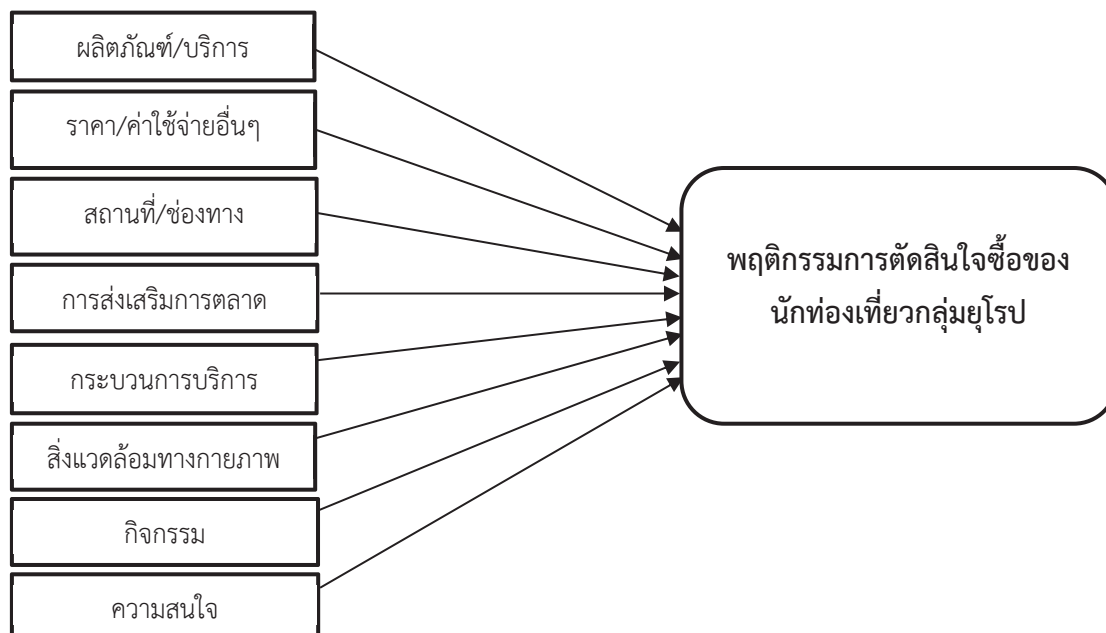 ผลิตภัณฑ์/บริการ
ราคา/ค่าใช้จ่ายอื่นๆ
สถานที่/ช่องทาง
การส่งเสริมการตลาด
กระบวนการบริการ
สิ่งแวดล้อมทางกายภาพ
กิจกรรม
ความสนใจ
พฤติกรรมการตัดสินใจซื้อของ
นักท่องเที่ยวกลุ่มยุโรป